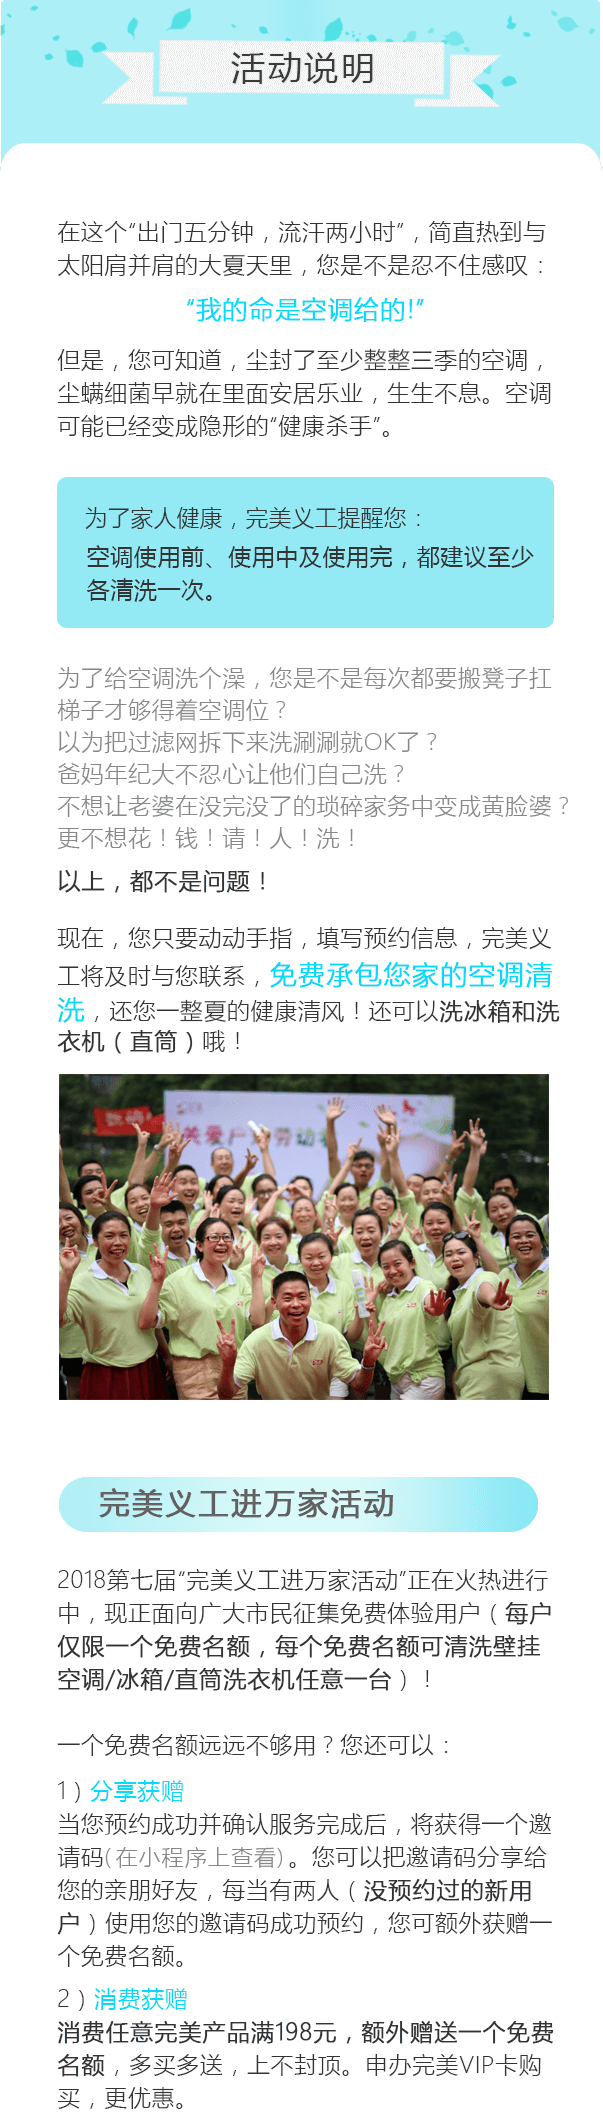 活动说明
在这个“出门五分钟，流汗两小时”，简直热到与
太阳肩并肩的大夏天里，您是不是忍不住感叹：
“我的命是空调给的!”
但是，您可知道，尘封了至少整整三季的空调，
尘螨细菌早就在里面安居乐业，生生不息。空调
可能已经变成隐形的“健康杀手”。
为了家人健康，完美义工提醒您：
空调使用前、使用中及使用完，都建议至少
各清洗一次。
为了给空调洗个澡，您是不是每次都要搬凳子扛
梯子才够得着空调位？
以为把过滤网拆下来洗涮涮就OK了？
爸妈年纪大不忍心让他们自己洗？
不想让老婆在没完没了的琐碎家务中变成黄脸婆？
更不想花！钱！请！人！洗！
以上，都不是问题！
现在，您只要动动手指，填写预约信息，完美义
工将及时与您联系，免费承包您家的空调清
洗，还您一整夏的健康清风！还可以洗冰箱和洗
衣机（直筒）哦！
关爱户外劳动
完美义工进万家活动
2018第七届“完美义工进万家活动”正在火热进行
中，现正面向广大市民征集免费体验用户（每户
仅限一个免费名额，每个免费名额可清洗壁挂
空调/冰箱/直筒洗衣机任意一台）！
一个免费名额远远不够用？您还可以：
1）分享获赠
当您预约成功并确认服务完成后，将获得一个邀
请码(在小程序上查看)。您可以把邀请码分享给
您的亲朋好友，每当有两人（没预约过的新用
户）使用您的邀请码成功预约，您可额外获赠一
个免费名额。
2）消费获赠
消费任意完美产品满198元，额外赠送一个免费
名额，多买多送，上不封顶。申办完美VIP卡购
买，更优惠。